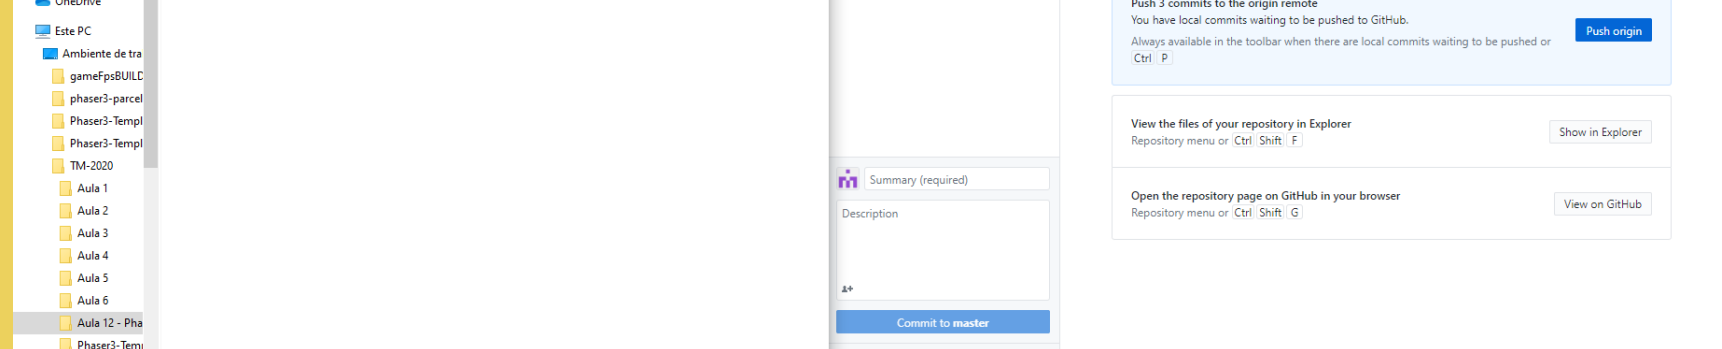 OneDrive
Este PC
Ambiente de tra
gameFpsBUILD
phaser3-parcel
Phaser3-Templ
Phaser3-Templ
TM-2020
Aula 1
Aula 2
Aula 3
Aula 4
Aula 5
Aula 6
Aula 12 - Pha
Phaser3-Tem
Summary (required)
Description
Commit to master
Push 3 commits to the origin remote
You have local commits waiting to be pushed to GitHub.
Always available in the toolbar when there are local commits waiting to be pushed or
Ctrl P
Push origin
View the files of your repository in Explorer
Repository menu or Ctrl Shift F
Show in Explorer
Open the repository page on GitHub in your browser
Repository menu or Ctrl Shift G
View on GitHub